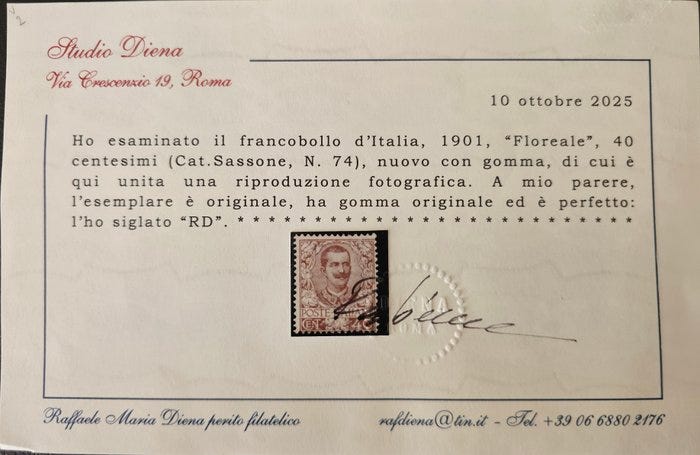 Studio Diena
Via Crescenzio 19, Roma
10 ottobre 2025
Ho esaminato il francobollo d'Italia, 1901, "Floreale", 40
centesimi (Cat.Sassone, N. 74), nuovo con gomma, di cui è
qui unita una riproduzione fotografica. A mio parere,
l'esemplare è originale, ha gomma originale ed è perfetto:
l'ho siglato "RD". * * * * * * * * * * * * * * * * * * * * * * * * * *
POSTE
CENT. 40
DIENA
Raffaele Maria Diena perito filatelico
rafdiena@tin.it - Tel. +39 06 6880 2176